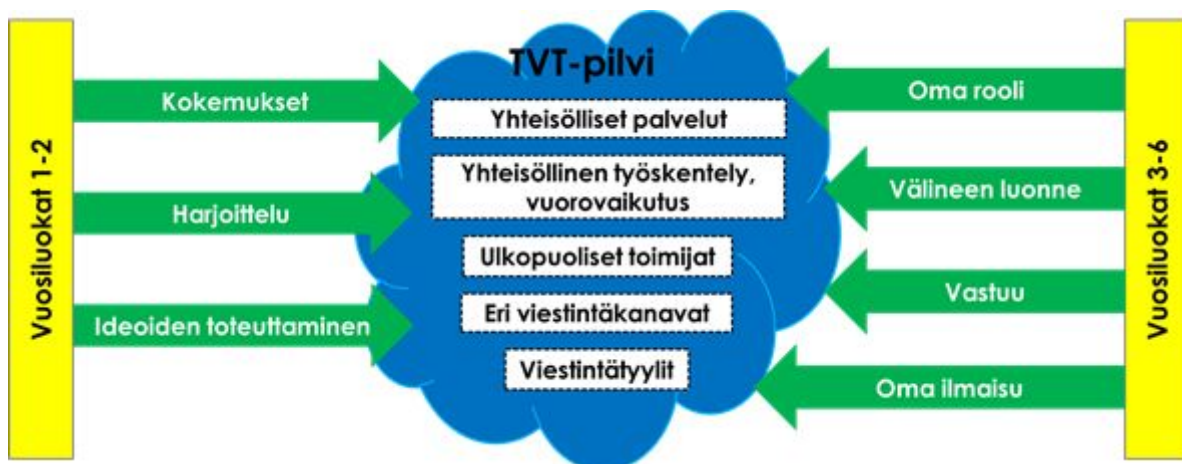 Vuosiluokat 1-2
Kokemukset
Harjoittelu
Ideoiden toteuttaminen
TVT-pilvi
Yhteisölliset palvelut
Yhteisöllinen työskentely,
vuorovaikutus
Ulkopuoliset toimijat
Eri viestintäkanavat
Viestintätyylit
Oma rooli
Välineen luonne
Vastuu
Oma ilmaisu
Vuosiluokat 3-6